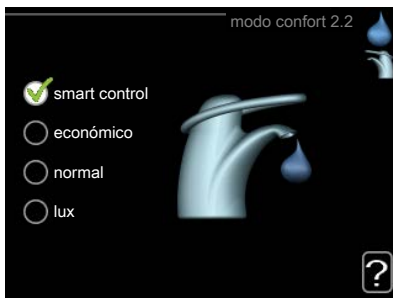 modo confort 2.2
smart control
económico
normal
lux
?